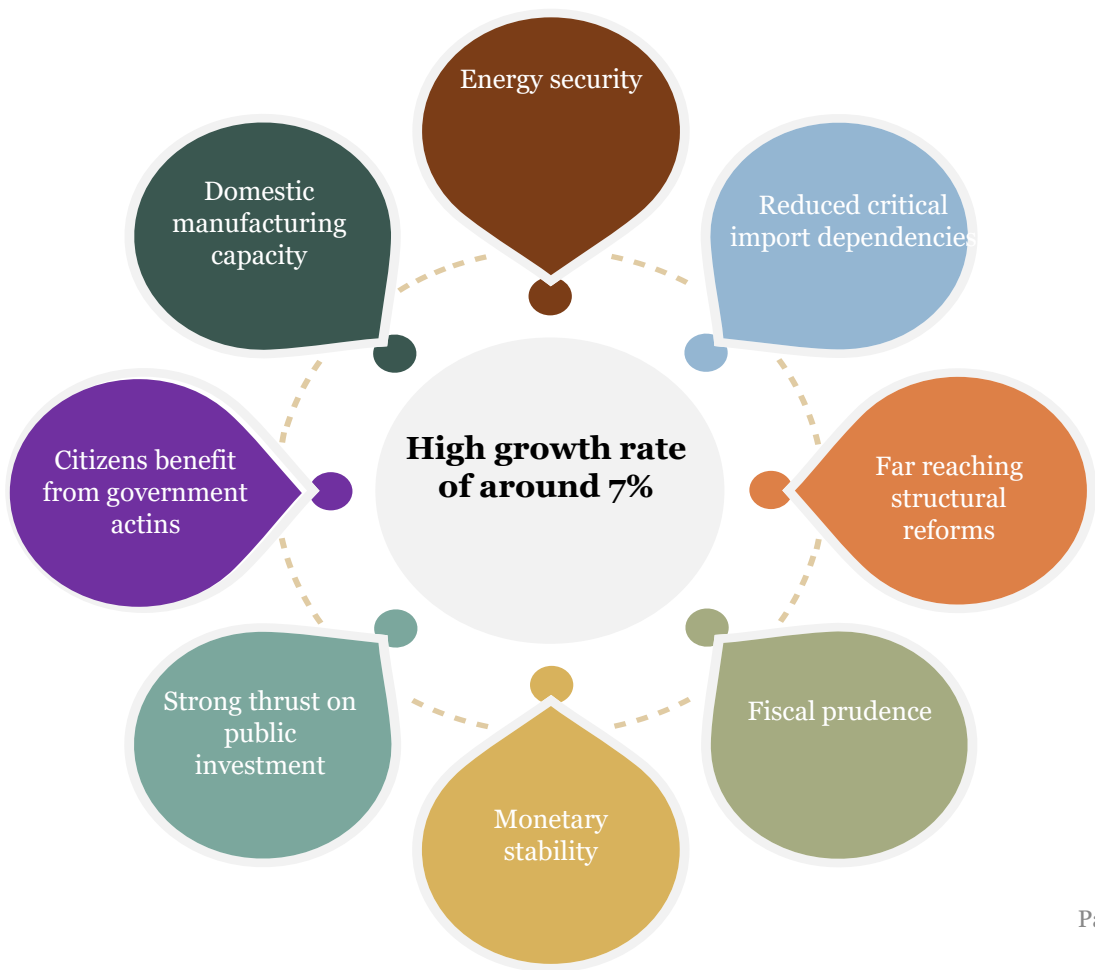 Energy security
Reduced critical
import dependencies
Far reaching
structural
reforms
Fiscal prudence
Monetary
stability
Strong thrust on
public
investment
Citizens benefit
from government
actins
Domestic
manufacturing
capacity
High growth rate
of around 7%